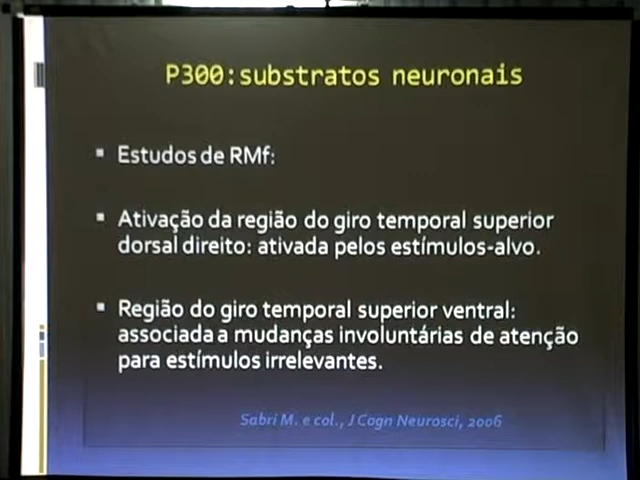 P300:substratos neuronais
Estudos de RMf:
Ativação da região do giro temporal superior
dorsal direito: ativada pelos estímulos-alvo.
Região do giro temporal superior ventral:
associada a mudanças involuntárias de atenção
para estímulos irrelevantes.
Sabri M. e col., J Cogn Neurosci, 2006